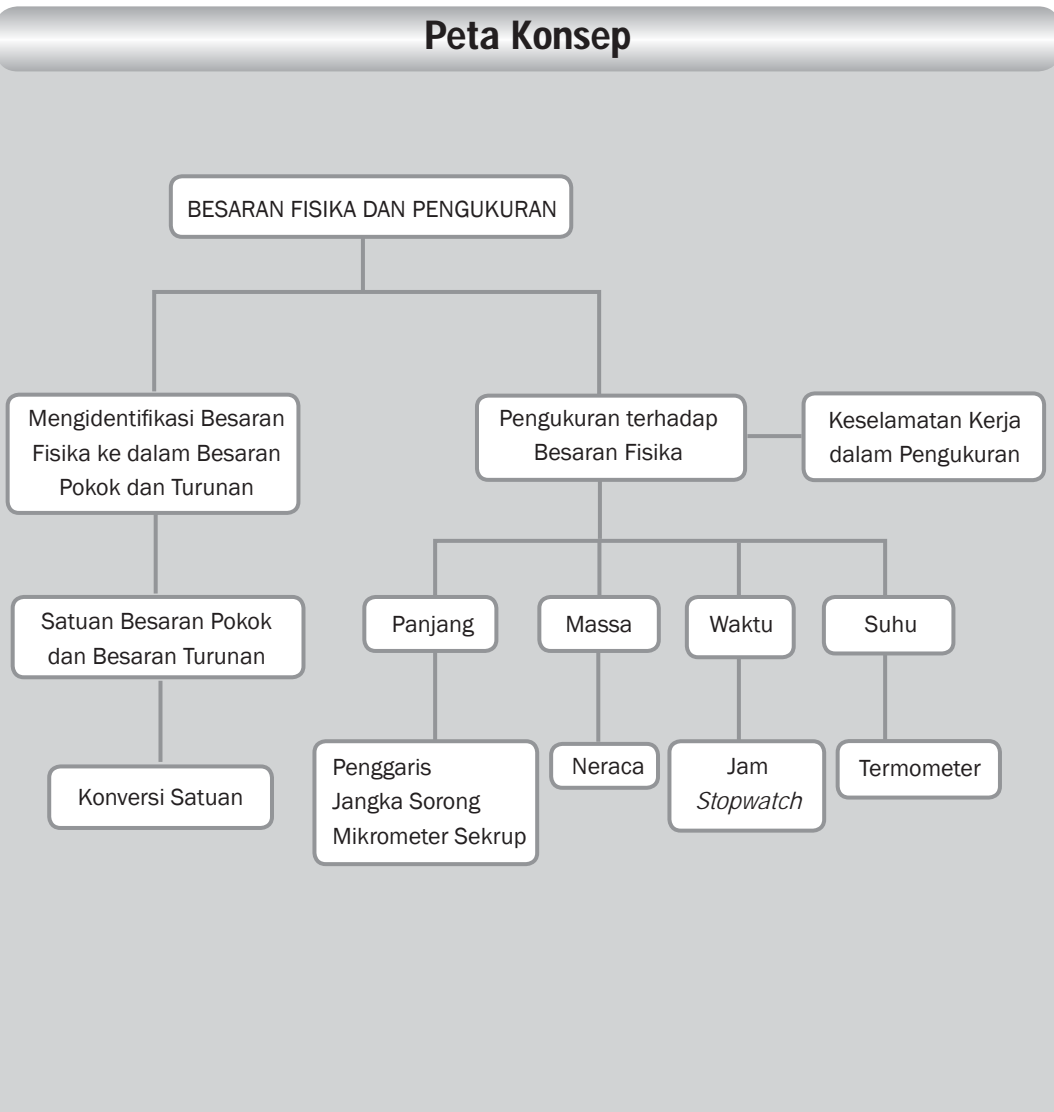 Peta Konsep
BESARAN FISIKA DAN PENGUKURAN
Mengidentifikasi Besaran
Fisika ke dalam Besaran
Pokok dan Turunan
Pengukuran terhadap
Besaran Fisika
Keselamatan Kerja
dalam Pengukuran
Satuan Besaran Pokok
dan Besaran Turunan
Panjang
Massa
Waktu
Suhu
Konversi Satuan
Penggaris
Jangka Sorong
Mikrometer Sekrup
Neraca
Jam
Stopwatch
Termometer